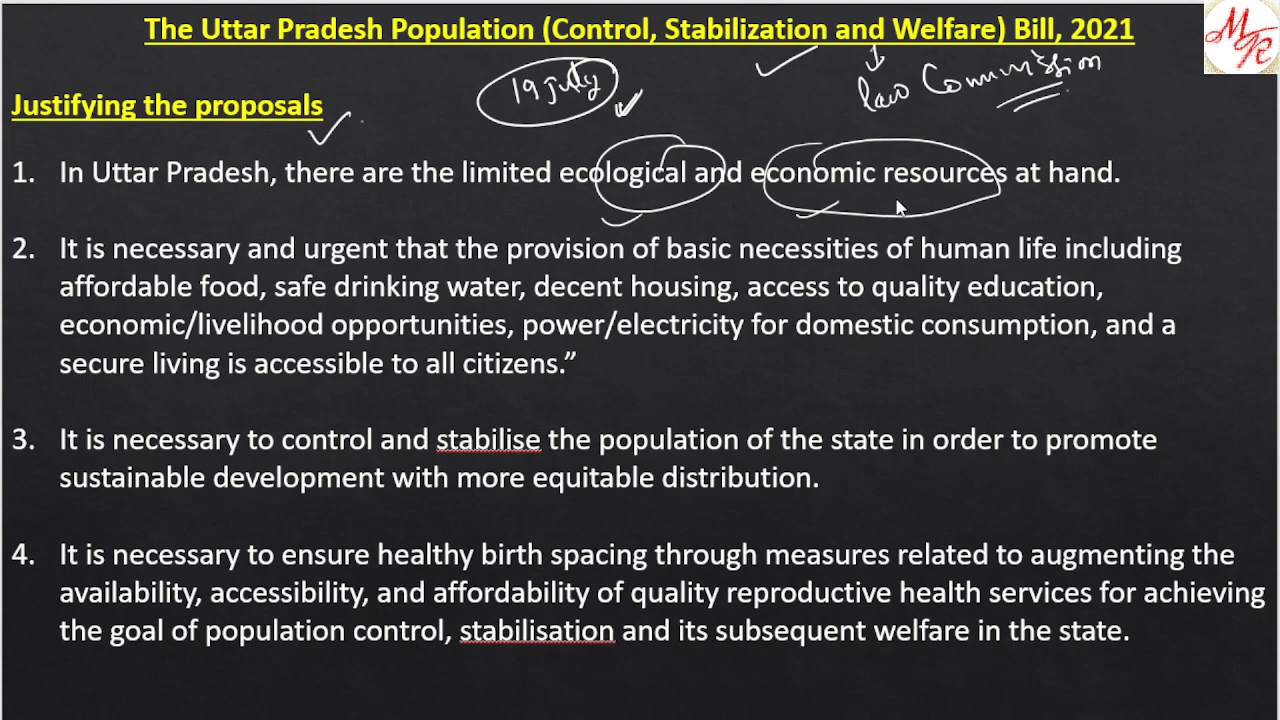 The Uttar Pradesh Population (Control, Stabilization and Welfare) Bill, 2021
19 july
law Commission
MR
Justifying the proposals
1. In Uttar Pradesh, there are the limited ecological and economic resources at hand.
2. It is necessary and urgent that the provision of basic necessities of human life including
affordable food, safe drinking water, decent housing, access to quality education,
economic/livelihood opportunities, power/electricity for domestic consumption, and a
secure living is accessible to all citizens.”
3. It is necessary to control and stabilise the population of the state in order to promote
sustainable development with more equitable distribution.
4. It is necessary to ensure healthy birth spacing through measures related to augmenting the
availability, accessibility, and affordability of quality reproductive health services for achieving
the goal of population control, stabilisation and its subsequent welfare in the state.